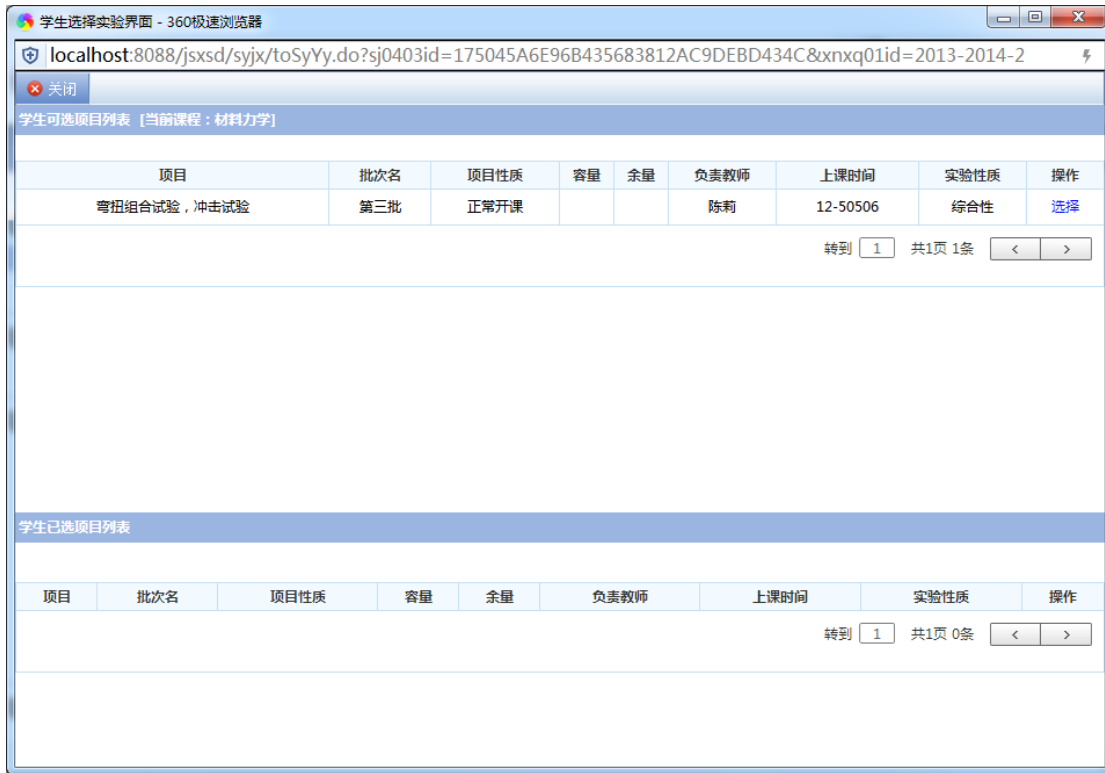 学生选择实验界面 - 360极速浏览器
localhost:8088/jsxsd/syjx/toSyYy.do?sj0403id=175045A6E96B435683812AC9DEBD434C&xnxq01id=2013-2014-2
关闭
学生可选项目列表 [当前课程：材料力学]
项目 批次名 项目性质 容量 余量 负责教师 上课时间 实验性质 操作
弯扭组合试验，冲击试验 第三批 正常开课 陈莉 12-50506 综合性 选择
转到 1 共1页 1条 < >
学生已选项目列表
项目 批次名 项目性质 容量 余量 负责教师 上课时间 实验性质 操作
转到 1 共1页 0条 < >